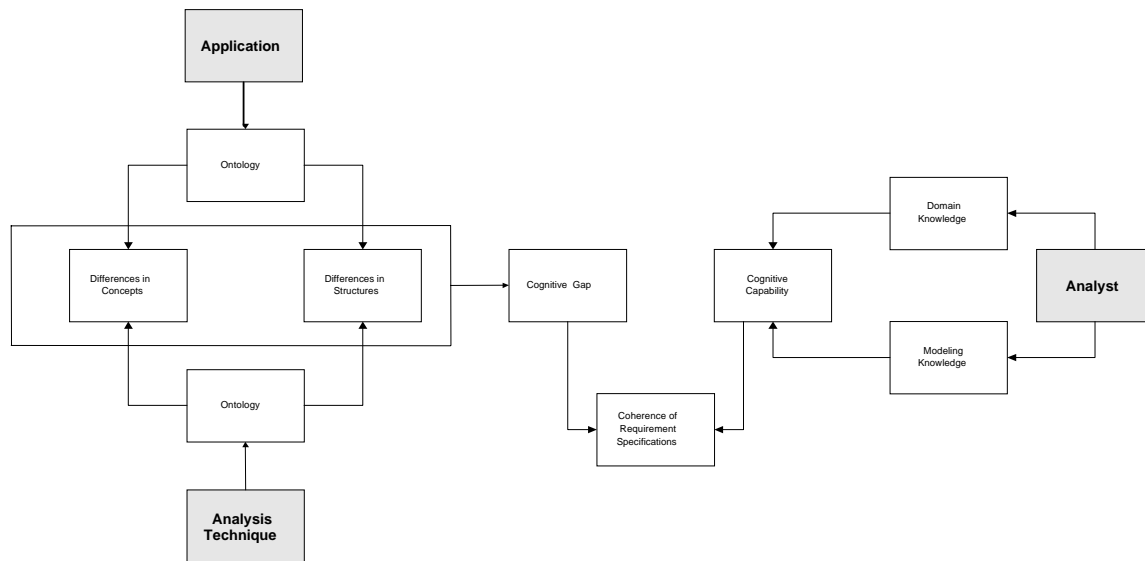 Application
Ontology
Differences in
Concepts
Differences in
Structures
Ontology
Analysis
Technique
Cognitive Gap
Coherence of
Requirement
Specifications
Cognitive
Capability
Domain
Knowledge
Modeling
Knowledge
Analyst